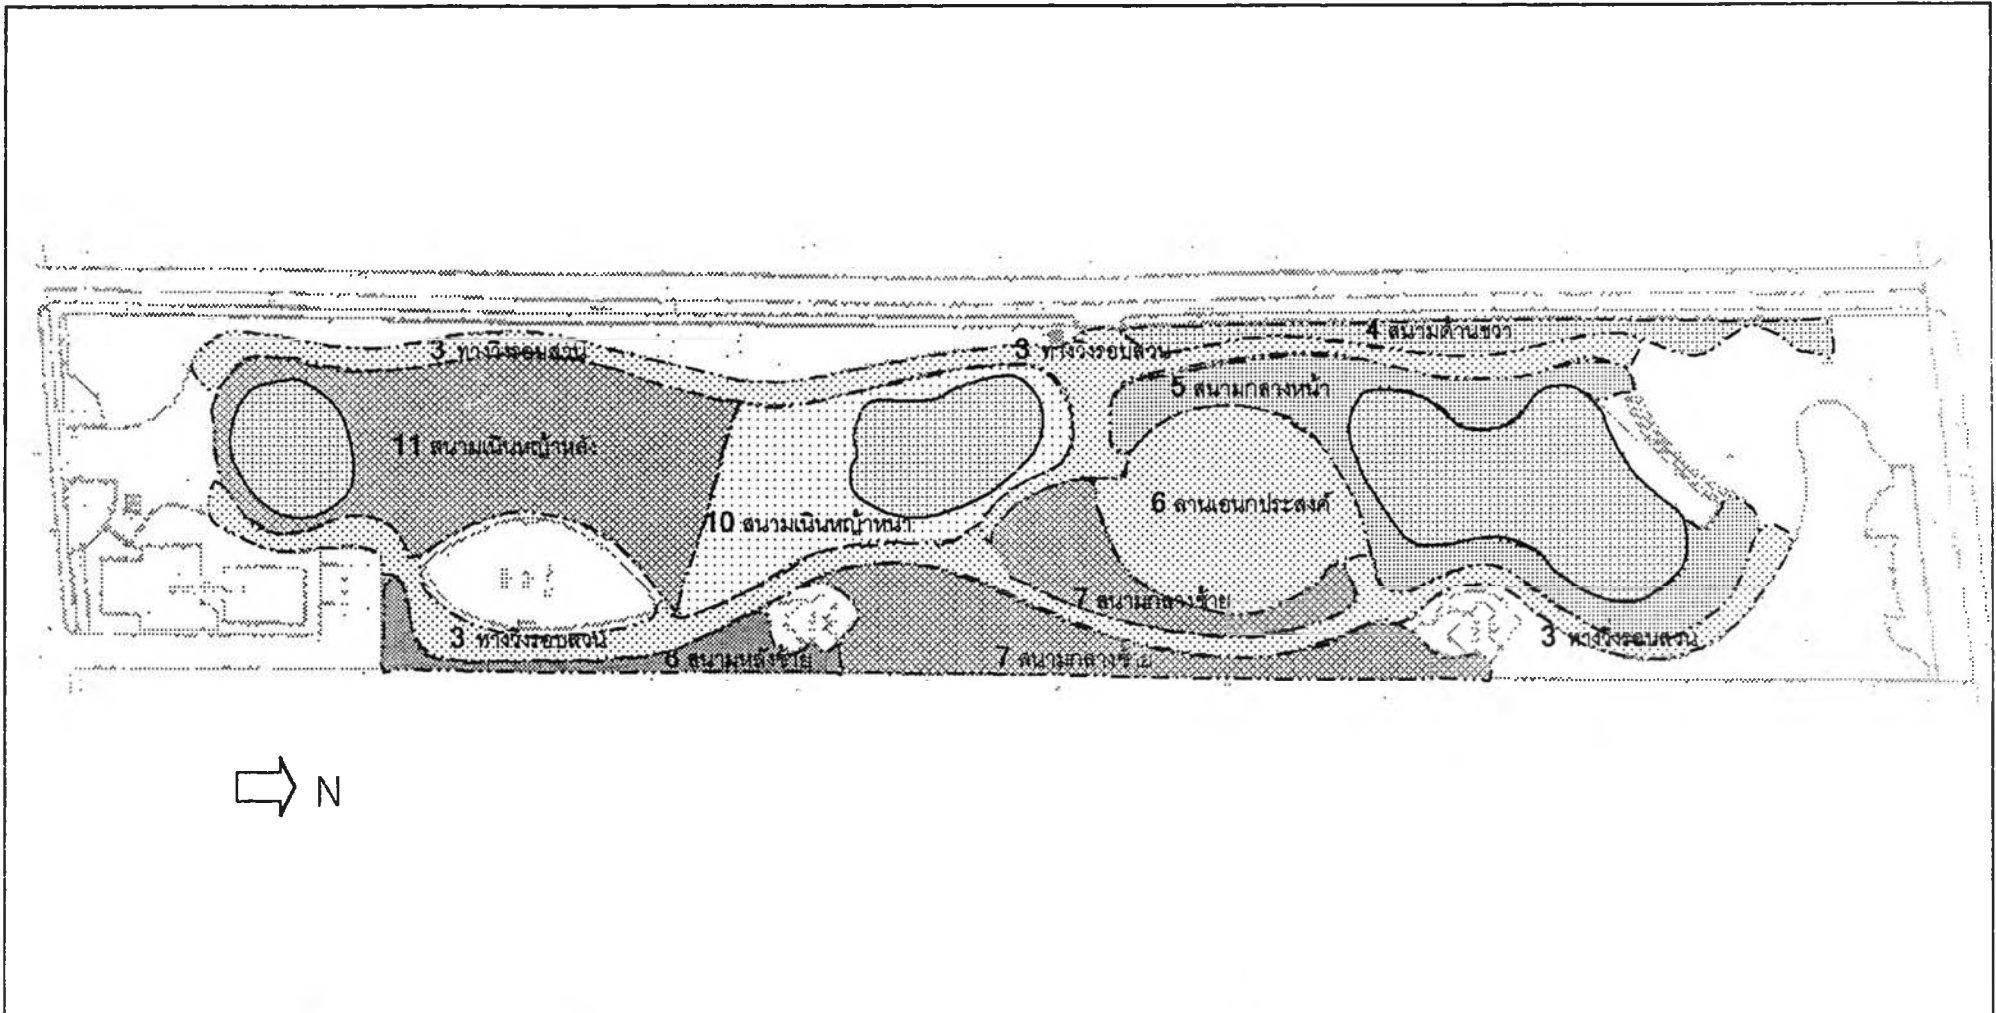 4 สนามด้านขวา
3 ทางวิ่งรอบสวน
3 ทางวิ่งรอบสวน
5 สนามกลางหน้า
11 สนามเนินหญ้าหลัง
6 ลานเอนกประสงค์
10 สนามเนินหญ้าหน้า
7 สนามกลางซ้าย
3 ทางวิ่งรอบสวน
3 ทางวิ่งรอบสวน
8 สนามหลังซ้าย
7 สนามกลางซ้าย
N